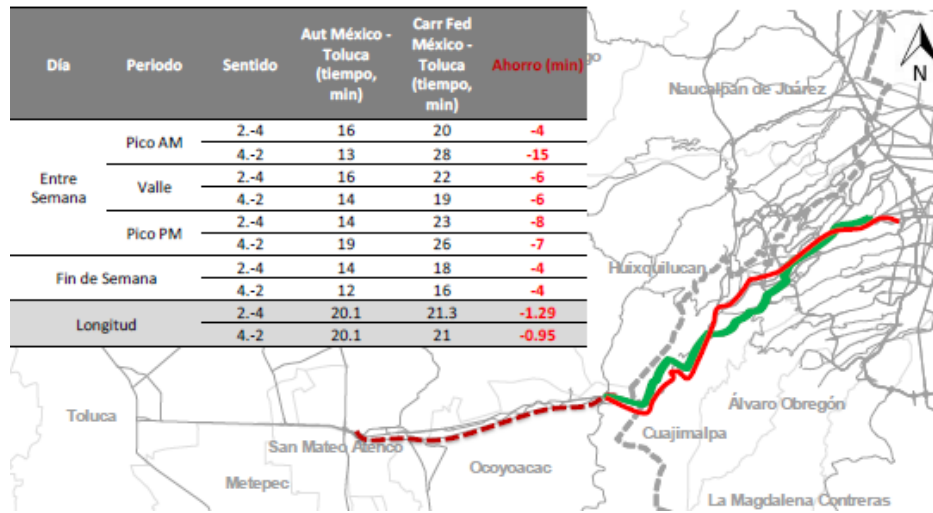 Día Periodo Sentido Aut México - Toluca (tiempo, min) Carr Fed México - Toluca (tiempo, min) Ahorro (min)
Entre Semana Pico AM 2.-4 16 20 -4
4.-2 13 28 -15
Valle 2.-4 16 22 -6
4.-2 14 19 -6
Pico PM 2.-4 14 23 -8
4.-2 19 26 -7
Fin de Semana 2.-4 14 18 -4
4.-2 12 16 -4
Longitud 2.-4 20.1 21.3 -1.29
4.-2 20.1 21 -0.95
go
N
Naucalpan de Juárez
Huixquilucan
Álvaro Obregón
Toluca
Cuajimalpa
San Mateo Atenco
Ocoyoacac
Metepec
La Magdalena Contreras